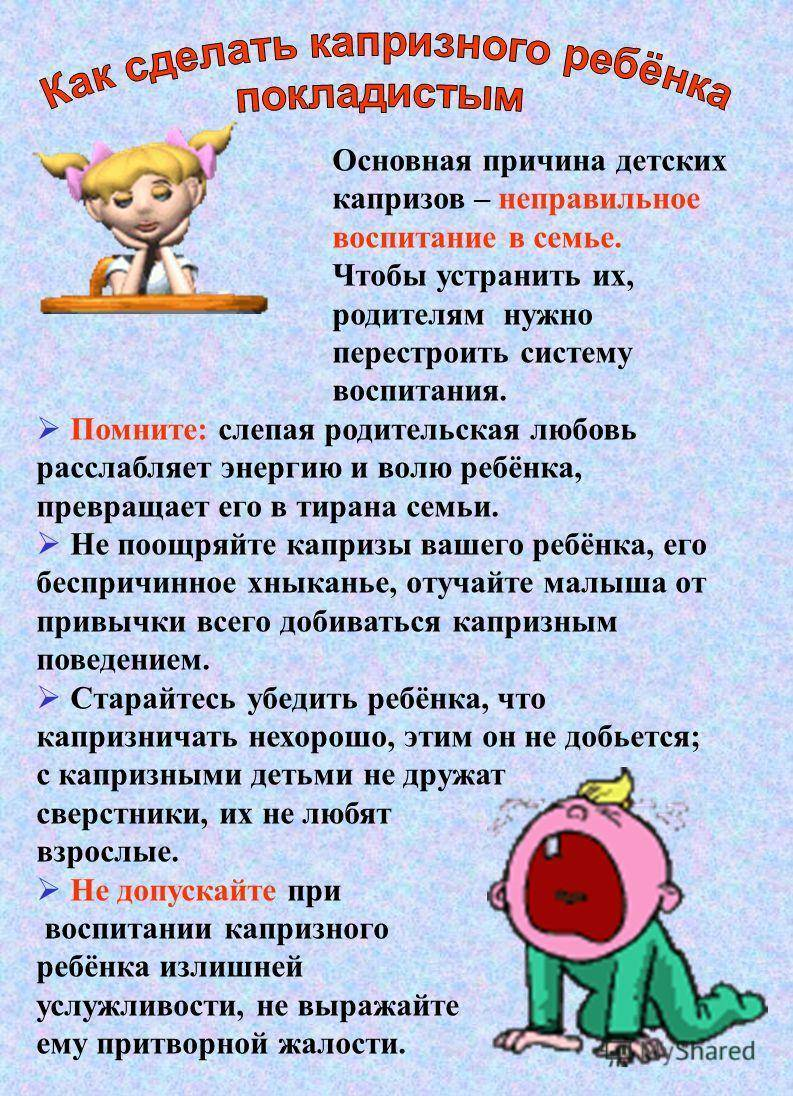 Как сделать капризного ребёнка
покладистым
Основная причина детских
капризов – неправильное
воспитание в семье.
Чтобы устранить их,
родителям нужно
перестроить систему
воспитания.
Помните: слепая родительская любовь
расслабляет энергию и волю ребёнка,
превращает его в тирана семьи.
Не поощряйте капризы вашего ребёнка, его
беспричинное хныканье, отучайте малыша от
привычки всего добиваться капризным
поведением.
Старайтесь убедить ребёнка, что
капризничать нехорошо, этим он не добьется;
с капризными детьми не дружат
сверстники, их не любят
взрослые.
Не допускайте при
воспитании капризного
ребёнка излишней
услужливости, не выражайте
ему притворной жалости.
MyShared